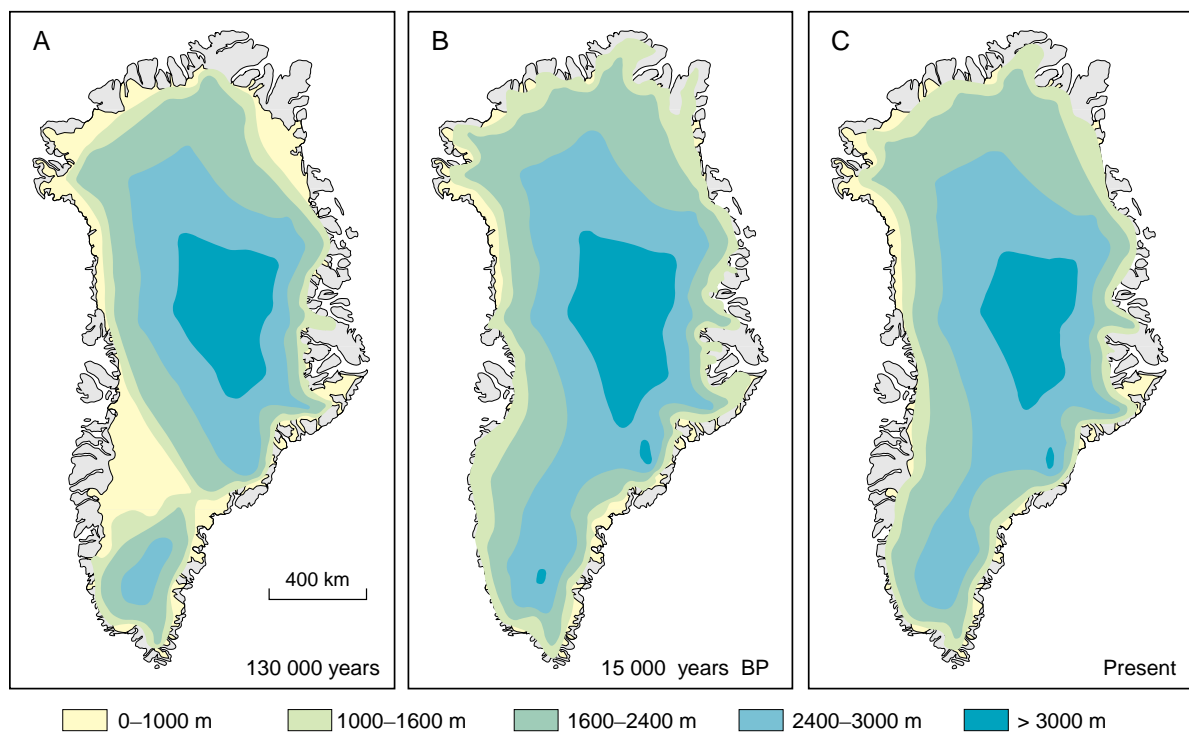 A
B
C
400 km
130 000 years
15 000 years BP
Present
0–1000 m
1000–1600 m
1600–2400 m
2400–3000 m
> 3000 m